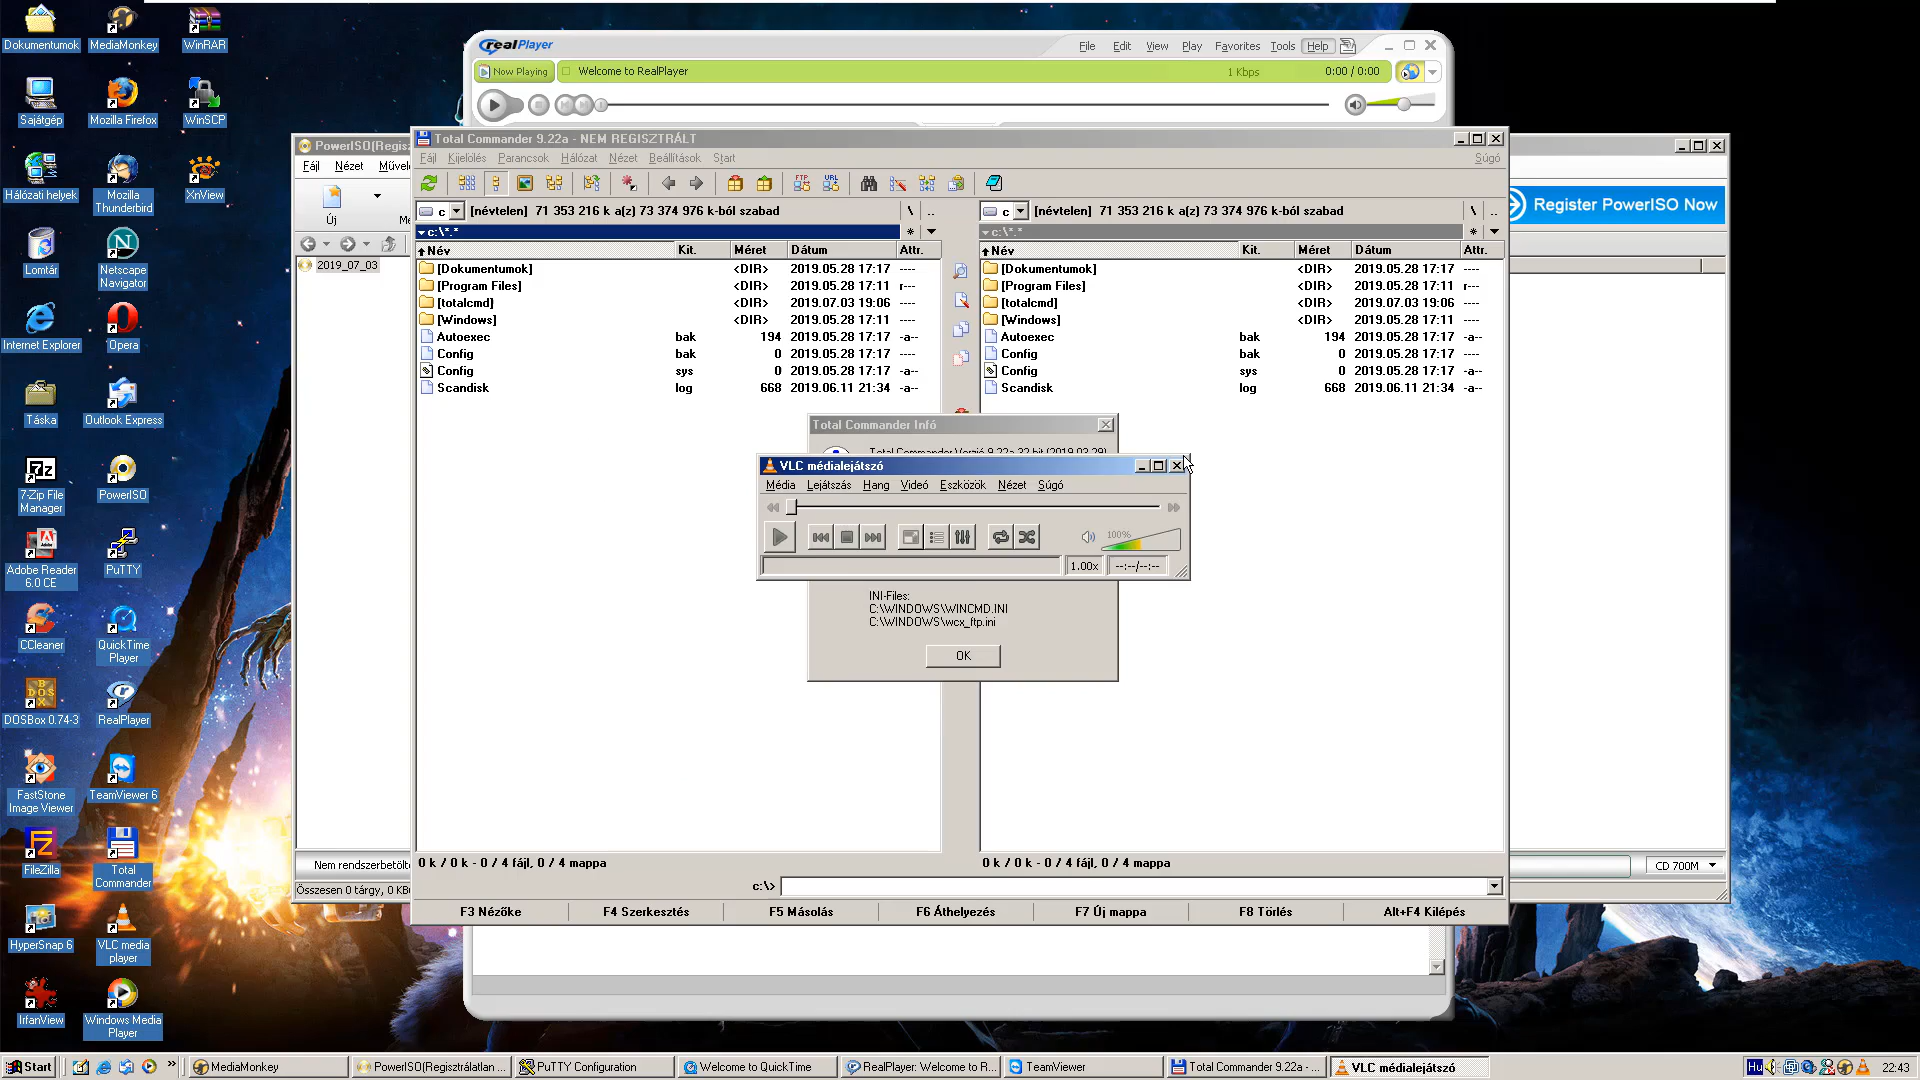 Dokumentumok
MediaMonkey
WinRAR
Sajátgép
Mozilla Firefox
WinSCP
Hálózati helyek
Mozilla
Thunderbird
XnView
Lomtár
Netscape
Navigator
Internet Explorer
Opera
Táska
Outlook Express
7-Zip File
Manager
PowerISO
Adobe Reader
6.0 CE
PuTTY
CCleaner
QuickTime
Player
DOSBox 0.74-3
RealPlayer
FastStone
Image Viewer
TeamViewer 6
FileZilla
Total
Commander
HyperSnap 6
VLC media
player
IrfanView
Windows Media
Player
realPlayer
File Edit View Play Favorites Tools Help
Now Playing Welcome to RealPlayer 1 Kbps 0:00 / 0:00
PowerISO(Regis
Fájl Nézet Művel
Új
2019_07_03
Nem rendszerbetölt
Összesen 0 tárgy, 0 KB
Register PowerISO Now
CD 700M
Total Commander 9.22a - NEM REGISZTRÁLT
Fájl Kijelölés Parancsok Hálózat Nézet Beállítások Start Súgó
FTP URL
c [névtelen] 71 353 216 k a(z) 73 374 976 k-ból szabad \ ..
c:\*.* * 
Név Kit. Méret Dátum Attr.
[Dokumentumok] <DIR> 2019.05.28 17:17 ----
[Program Files] <DIR> 2019.05.28 17:11 r---
[totalcmd] <DIR> 2019.07.03 19:06 ----
[Windows] <DIR> 2019.05.28 17:11 ----
Autoexec bak 194 2019.05.28 17:17 -a--
Config bak 0 2019.05.28 17:17 ----
Config sys 0 2019.05.28 17:17 -a--
Scandisk log 668 2019.06.11 21:34 -a--
0 k / 0 k - 0 / 4 fájl, 0 / 4 mappa
c [névtelen] 71 353 216 k a(z) 73 374 976 k-ból szabad \ ..
c:\*.* *
Név Kit. Méret Dátum Attr.
[Dokumentumok] <DIR> 2019.05.28 17:17 ----
[Program Files] <DIR> 2019.05.28 17:11 r---
[totalcmd] <DIR> 2019.07.03 19:06 ----
[Windows] <DIR> 2019.05.28 17:11 ----
Autoexec bak 194 2019.05.28 17:17 -a--
Config bak 0 2019.05.28 17:17 ----
Config sys 0 2019.05.28 17:17 -a--
Scandisk log 668 2019.06.11 21:34 -a--
0 k / 0 k - 0 / 4 fájl, 0 / 4 mappa
c:\>
F3 Nézőke F4 Szerkesztés F5 Másolás F6 Áthelyezés F7 Új mappa F8 Törlés Alt+F4 Kilépés
Total Commander Infó
Total Commander Verzió 9.22a 32 bit (2019.03.29)
VLC médialejátszó
Média Lejátszás Hang Videó Eszközök Nézet Súgó
100%
1.00x --:--/--:--
INI-Files:
C:\WINDOWS\WINCMD.INI
C:\WINDOWS\wcx_ftp.ini
OK
Start MediaMonkey PowerISO(Regisztrálatlan ... PuTTY Configuration Welcome to QuickTime RealPlayer: Welcome to R... TeamViewer Total Commander 9.22a - ... VLC médialejátszó Hu 22:43